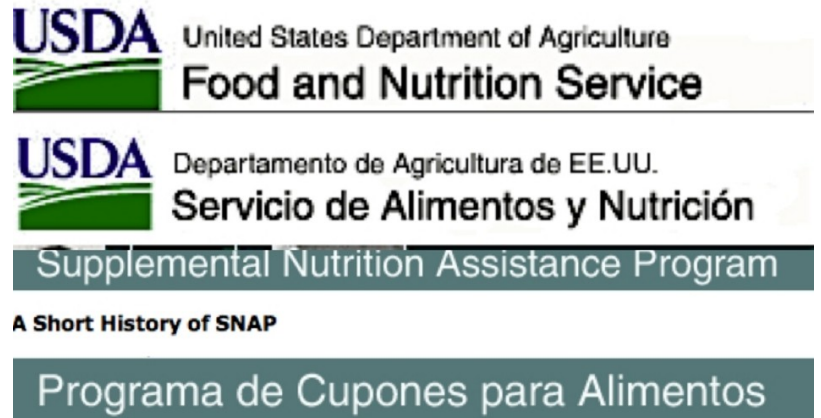 USDA United States Department of Agriculture
Food and Nutrition Service
USDA Departamento de Agricultura de EE.UU.
Servicio de Alimentos y Nutrición
Supplemental Nutrition Assistance Program
A Short History of SNAP
Programa de Cupones para Alimentos